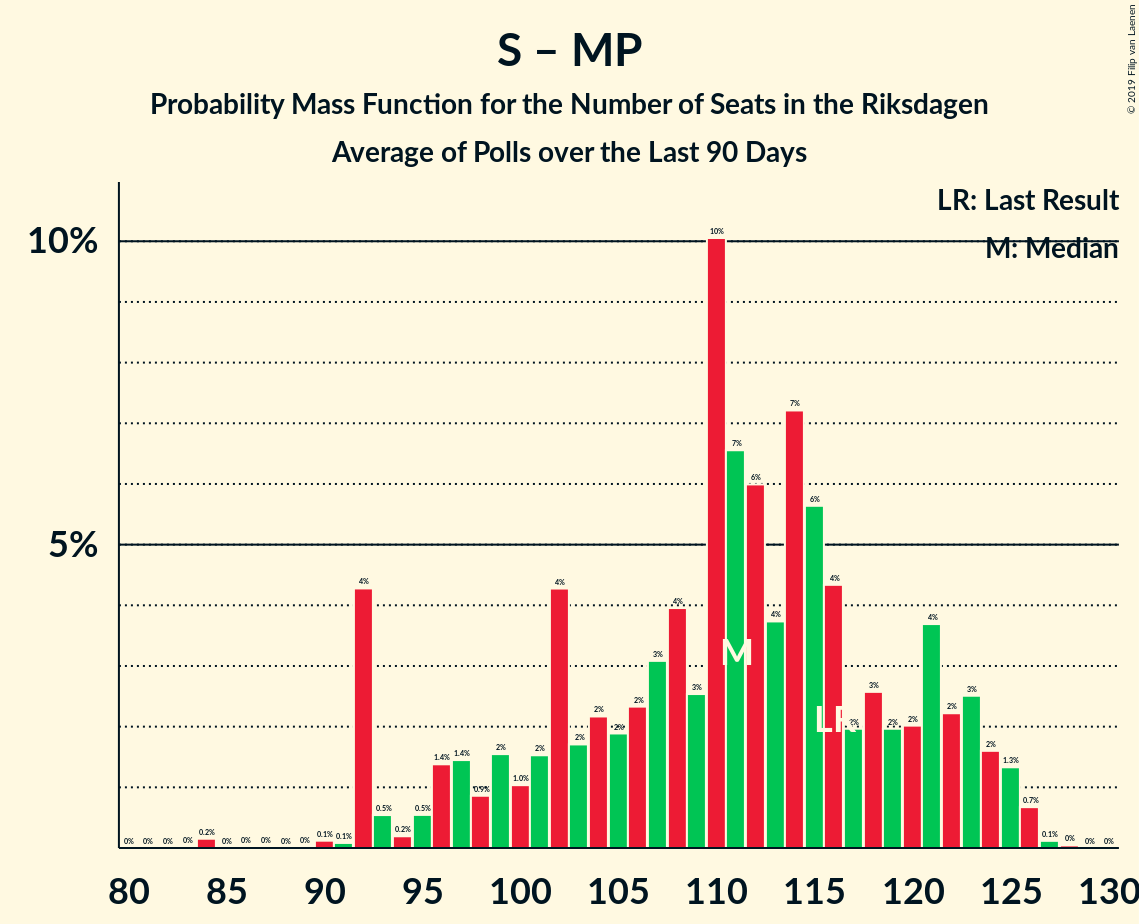 S – MP
Probability Mass Function for the Number of Seats in the Riksdagen
Average of Polls over the Last 90 Days
© 2019 Filip van Laenen
LR: Last Result
M: Median
10%
5%
0% 0% 0% 0% 0.2% 0% 0% 0% 0% 0% 0.1% 0.1% 4% 0.5% 0.2% 0.5% 1.4% 1.4% 0.9% 2% 1.0% 2% 4% 2% 2% 2% 2% 3% 4% 3% 10% 7% 6% 4% 7% 6% 4% 2% 3% 2% 2% 4% 2% 3% 2% 1.3% 0.7% 0.1% 0% 0% 0%
M
LR
80 85 90 95 100 105 110 115 120 125 130